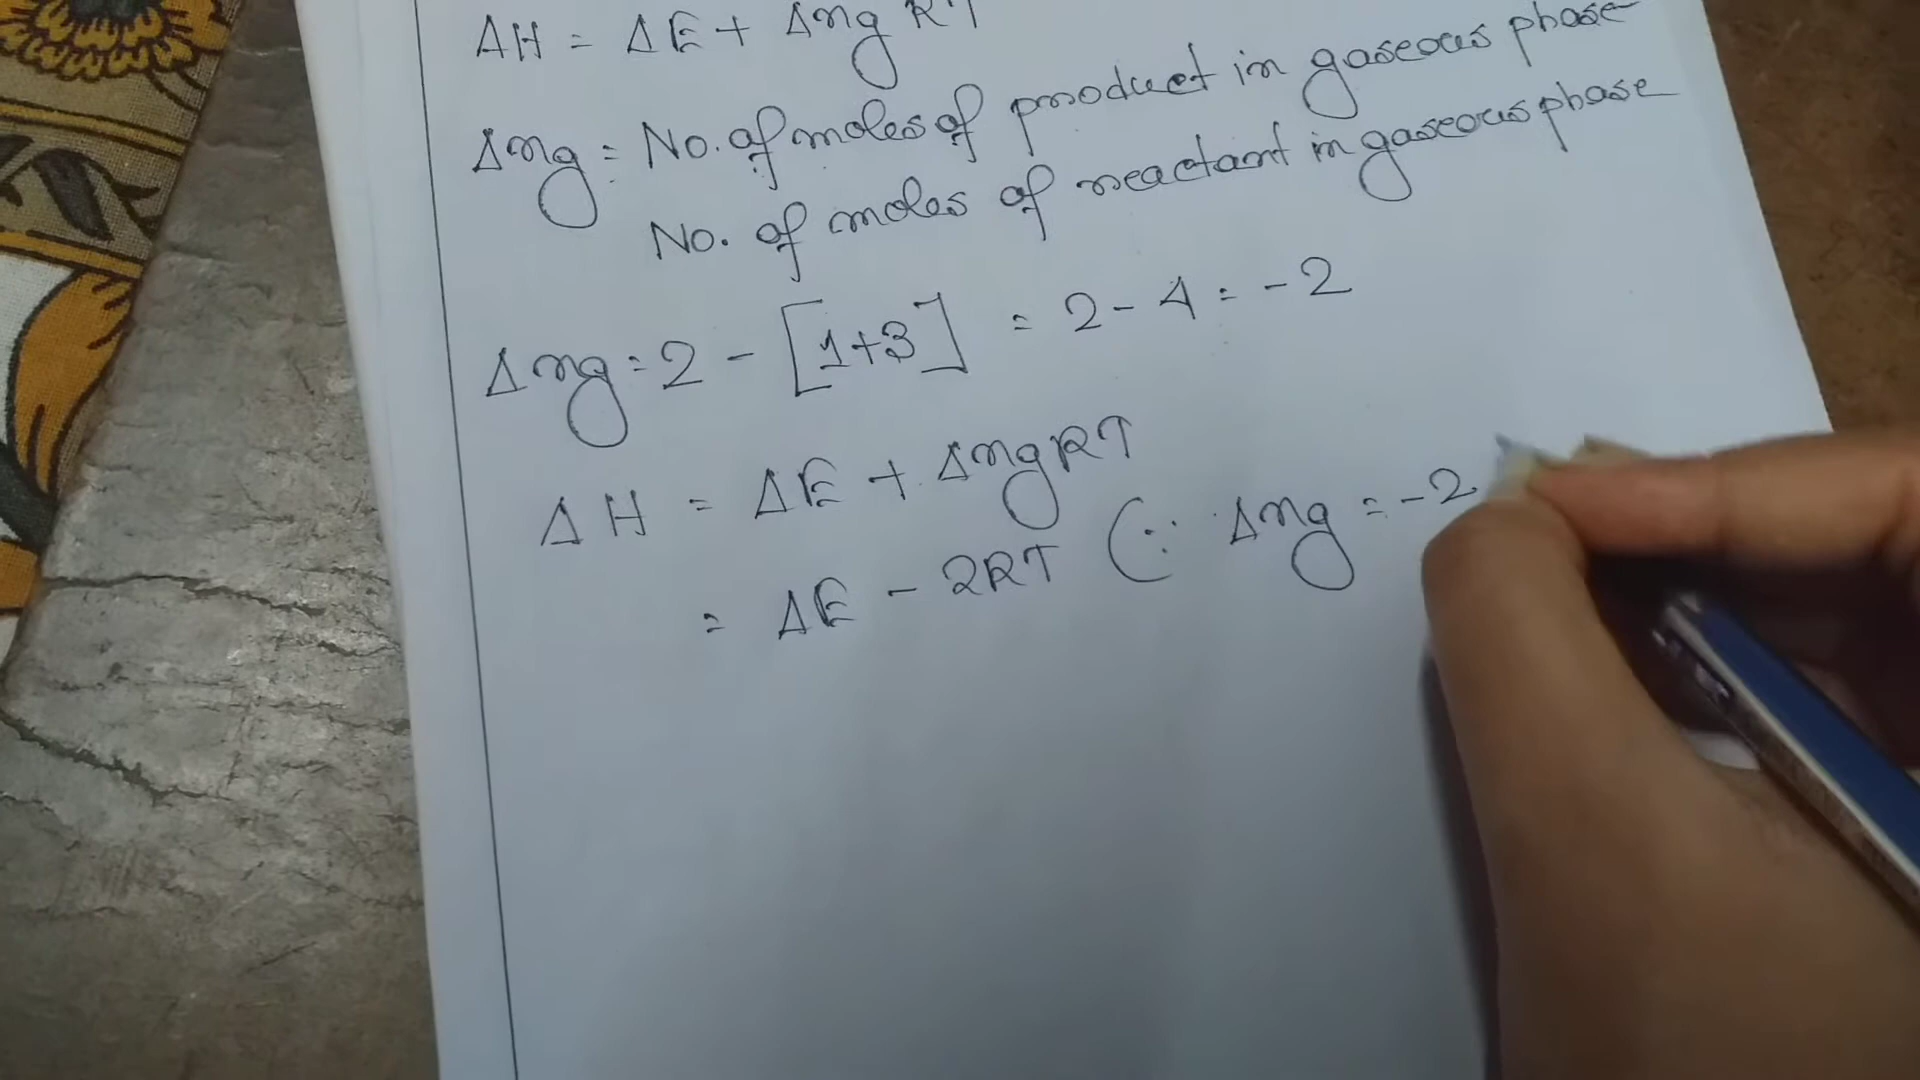 ΔH = ΔE + Δng RT
Δng = No. of moles of product in gaseous phase -
No. of moles of reactant in gaseous phase
Δng = 2 - [1+3] = 2 - 4 = -2
ΔH = ΔE + ΔngRT
= ΔE - 2RT (∵ Δng = -2